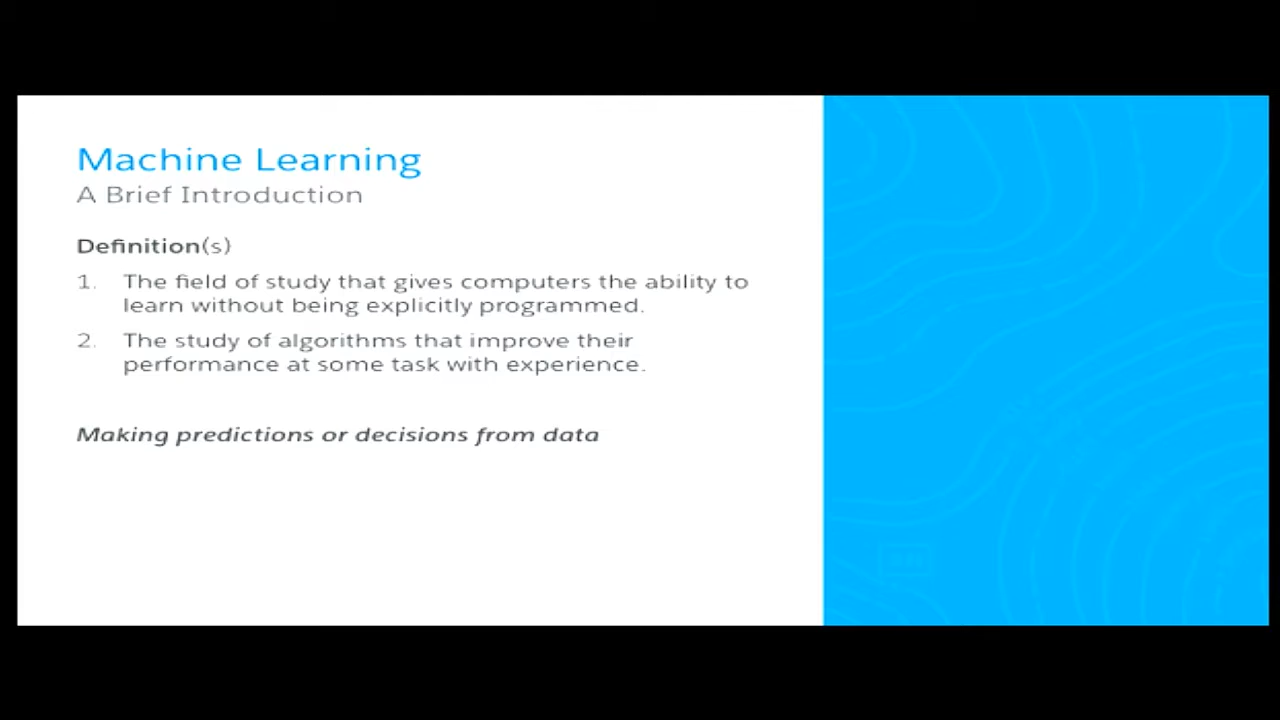 Machine Learning
A Brief Introduction
Definition(s)
1. The field of study that gives computers the ability to
learn without being explicitly programmed.
2. The study of algorithms that improve their
performance at some task with experience.
Making predictions or decisions from data